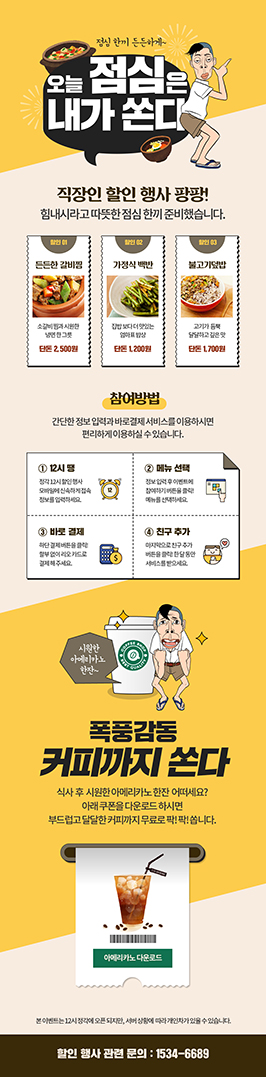 점심 한끼 든든하게~
오늘 점심은
내가 쏜다
직장인 할인 행사 팡팡!
힘내시라고 따뜻한 점심 한끼 준비했습니다.
할인 01
든든한 갈비찜
소갈비찜과 시원한
냉면 한 그릇
단돈 2,500원
할인 02
가정식 백반
집밥 보다 더 맛있는
엄마표 밥상
단돈 1,200원
할인 03
불고기덮밥
고기가 듬뿍
달달하고 깊은 맛
단돈 1,700원
참여방법
간단한 정보 입력과 바로결제 서비스를 이용하시면
편리하게 이용하실 수 있습니다.
① 12시 땡
정각 12시 할인 행사
모바일에 신속하게 접속
정보를 입력하세요.
② 메뉴 선택
정보 입력 후 이벤트에
참여하기 버튼을 클릭!
메뉴를 선택하세요.
③ 바로 결제
하단 결제 버튼을 클릭!
할부 없이 리오 카드로
결제 해 주세요.
④ 친구 추가
마지막으로 친구 추가
버튼을 클릭! 한 달 동안
서비스를 받으세요.
시원한
아메리카노
한잔~
COFFEE SHOP
BEST QUALITY
폭풍감동
커피까지 쏜다
식사 후 시원한 아메리카노 한잔 어떠세요?
아래 쿠폰을 다운로드 하시면
부드럽고 달달한 커피까지 무료로 팍! 팍! 쏩니다.
아메리카노 다운로드
본 이벤트는 12시 정각에 오픈 되지만, 서버 상황에 따라 개인차가 있을 수 있습니다.
할인 행사 관련 문의 : 1534-6689